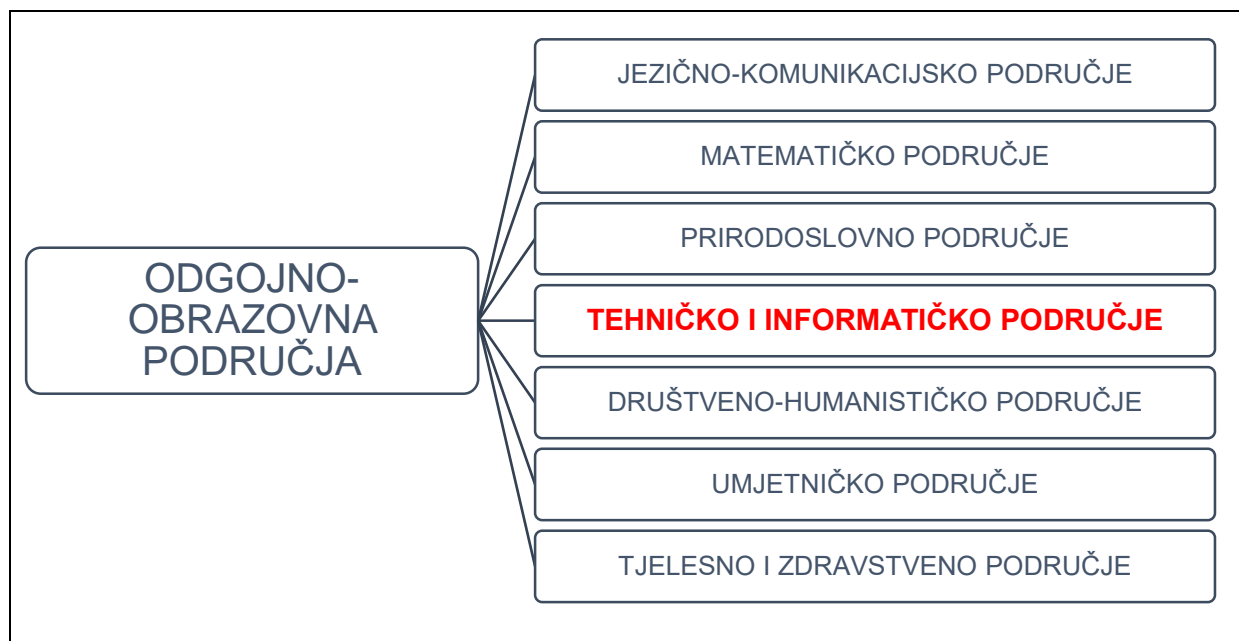 ODGOJNO-
OBRAZOVNA
PODRUČJA
JEZIČNO-KOMUNIKACIJSKO PODRUČJE
MATEMATIČKO PODRUČJE
PRIRODOSLOVNO PODRUČJE
TEHNIČKO I INFORMATIČKO PODRUČJE
DRUŠTVENO-HUMANISTIČKO PODRUČJE
UMJETNIČKO PODRUČJE
TJELESNO I ZDRAVSTVENO PODRUČJE